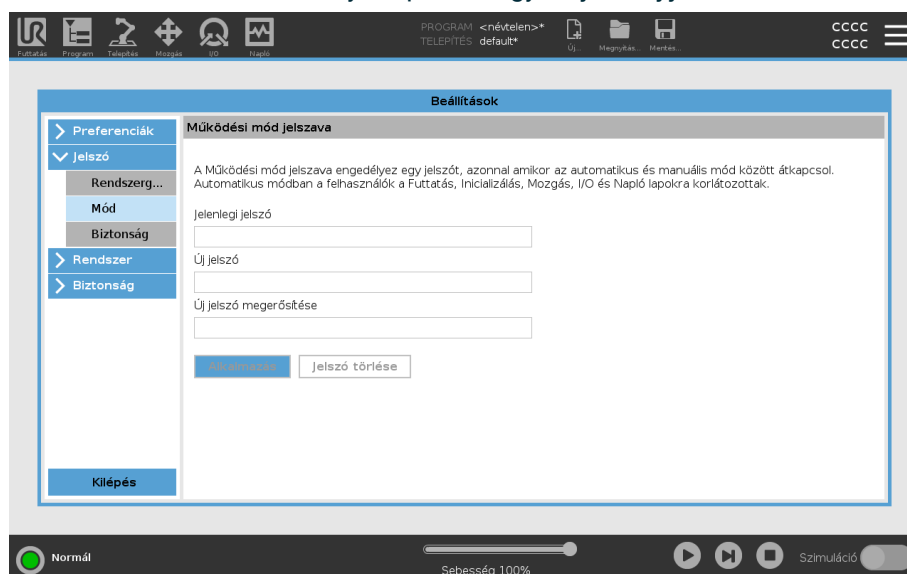 PROGRAM <névtelen>*
TELEPÍTÉS default*
CCCC
CCCC
Futtatás Program Telepítés Mozgás I/O Napló Új... Megnyitás... Mentés...
Beállítások
Preferenciák
Jelszó
Rendszerg...
Mód
Biztonság
Rendszer
Biztonság
Kilépés
Működési mód jelszava
A Működési mód jelszava engedélyez egy jelszót, azonnal amikor az automatikus és manuális mód között átkapcsol.
Automatikus módban a felhasználók a Futtatás, Inicializálás, Mozgás, I/O és Napló lapokra korlátozottak.
Jelenlegi jelszó
Új jelszó
Új jelszó megerősítése
Alkalmazás Jelszó törlése
Normál
Sebesség 100%
Szimuláció